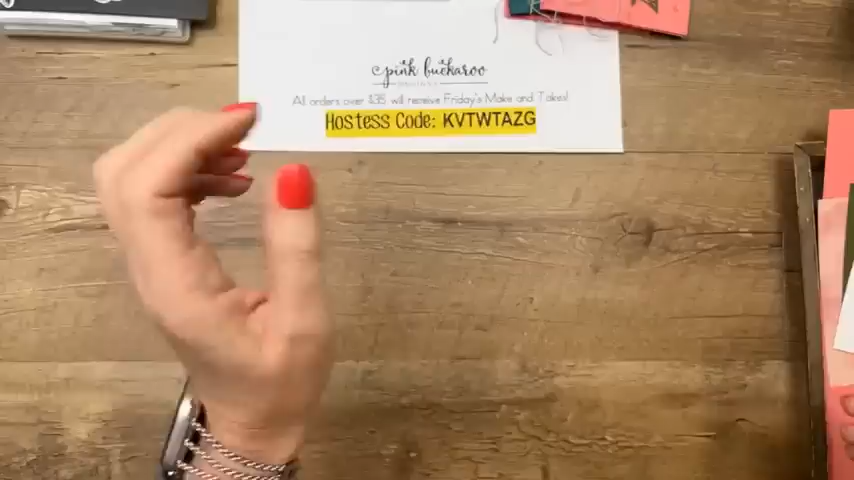 pink buckaroo
All orders over $35 will receive Friday's Make and Takes!
Hostess Code: KVTWTAZG